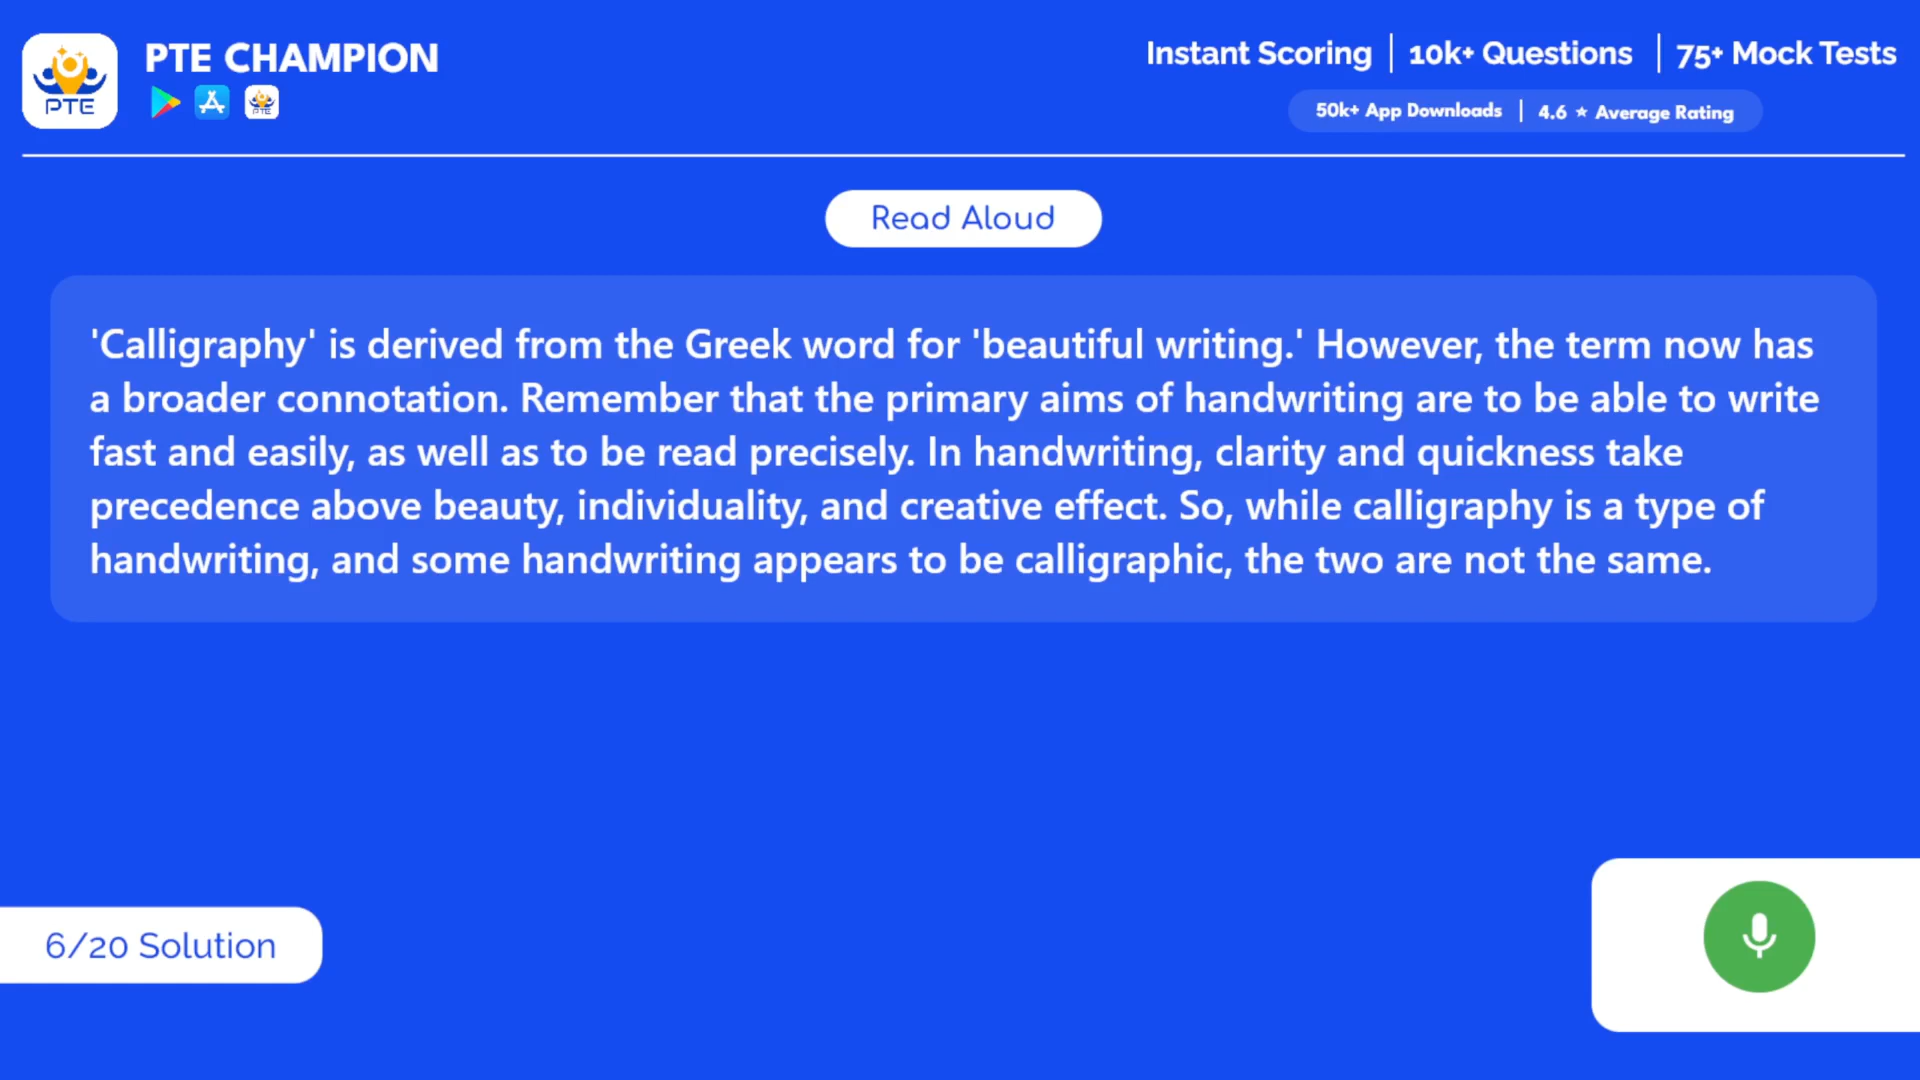 PTE
PTE CHAMPION
PTE
Instant Scoring | 10k+ Questions | 75+ Mock Tests
50k+ App Downloads | 4.6 ★ Average Rating
Read Aloud
'Calligraphy' is derived from the Greek word for 'beautiful writing.' However, the term now has
a broader connotation. Remember that the primary aims of handwriting are to be able to write
fast and easily, as well as to be read precisely. In handwriting, clarity and quickness take
precedence above beauty, individuality, and creative effect. So, while calligraphy is a type of
handwriting, and some handwriting appears to be calligraphic, the two are not the same.
6/20 Solution